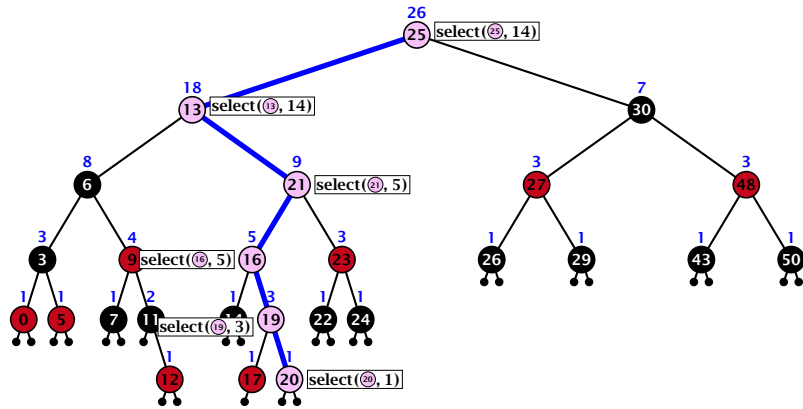 26
25 select(25, 14)
18 7
13 select(13, 14) 30
8 9 3 3
6 21 select(21, 5) 27 48
3 4 5 3 1 1 1 1
3 9 select(16, 5) 16 23 26 29 43 50
1 1 1 2 1 3 1 1
0 5 7 11 19 22 24
select(19, 3)
1 1 1
12 17 20 select(20, 1)